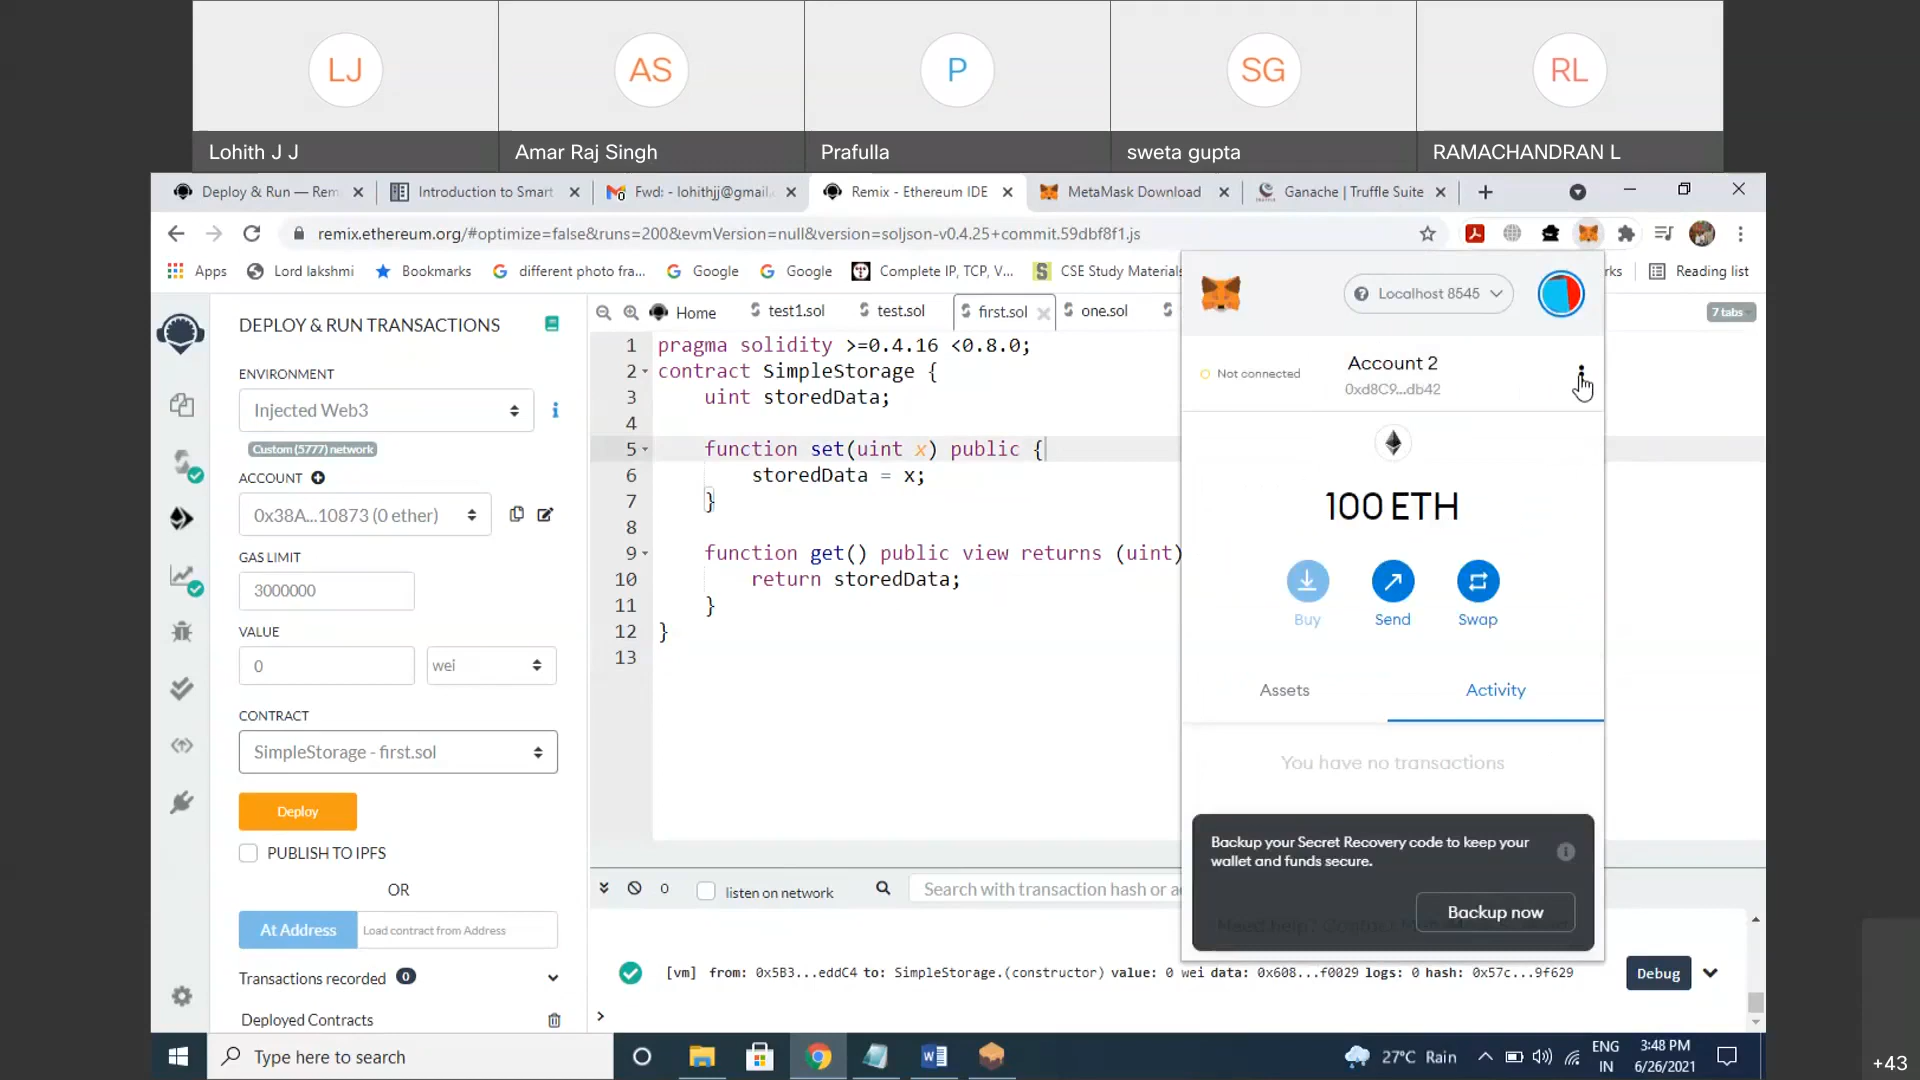 LJ
AS
P
SG
RL
Lohith J J
Amar Raj Singh
Prafulla
sweta gupta
RAMACHANDRAN L
Deploy & Run — Rem
Introduction to Smart
Fwd: - lohithjj@gmail.
Remix - Ethereum IDE
MetaMask Download
Ganache | Truffle Suite
remix.ethereum.org/#optimize=false&runs=200&evmVersion=null&version=soljson-v0.4.25+commit.59dbf8f1.js
Apps
Lord lakshmi
Bookmarks
different photo fra...
Google
Google
Complete IP, TCP, V...
CSE Study Materials
rks
Reading list
DEPLOY & RUN TRANSACTIONS
ENVIRONMENT
Injected Web3
Custom (5777) network
ACCOUNT
0x38A...10873 (0 ether)
GAS LIMIT
3000000
VALUE
0
wei
CONTRACT
SimpleStorage - first.sol
Deploy
PUBLISH TO IPFS
OR
At Address
Load contract from Address
Transactions recorded 0
Deployed Contracts
Home
test1.sol
test.sol
first.sol
one.sol
7 tabs
1 pragma solidity >=0.4.16 <0.8.0;
2 contract SimpleStorage {
3 uint storedData;
4
5 function set(uint x) public {
6 storedData = x;
7 }
8
9 function get() public view returns (uint)
10 return storedData;
11 }
12 }
13
0
listen on network
Search with transaction hash or a
[vm] from: 0x5B3...eddC4 to: SimpleStorage.(constructor) value: 0 wei data: 0x608...f0029 logs: 0 hash: 0x57c...9f629
Debug
>
Localhost 8545
Not connected
Account 2
0xd8C9...db42
100 ETH
Buy
Send
Swap
Assets
Activity
You have no transactions
Backup your Secret Recovery code to keep your
wallet and funds secure.
Backup now
Type here to search
27°C Rain
ENG
IN
3:48 PM
6/26/2021
+43